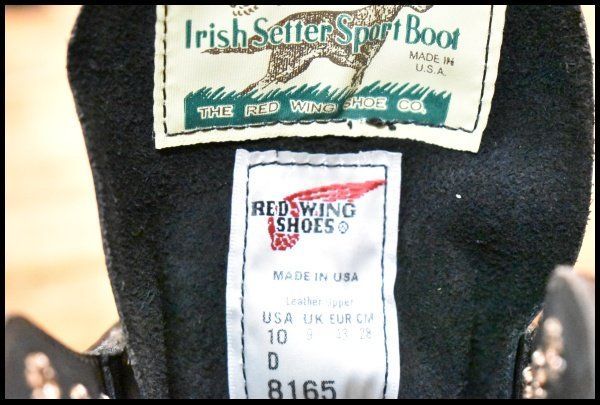 Irish Setter Sport Boot
MADE IN
U.S.A.
THE RED WING SHOE CO.
RED WING
SHOES®
MADE IN USA
Leather Upper
USA UK EUR CM
10 9 43 28
D
8165